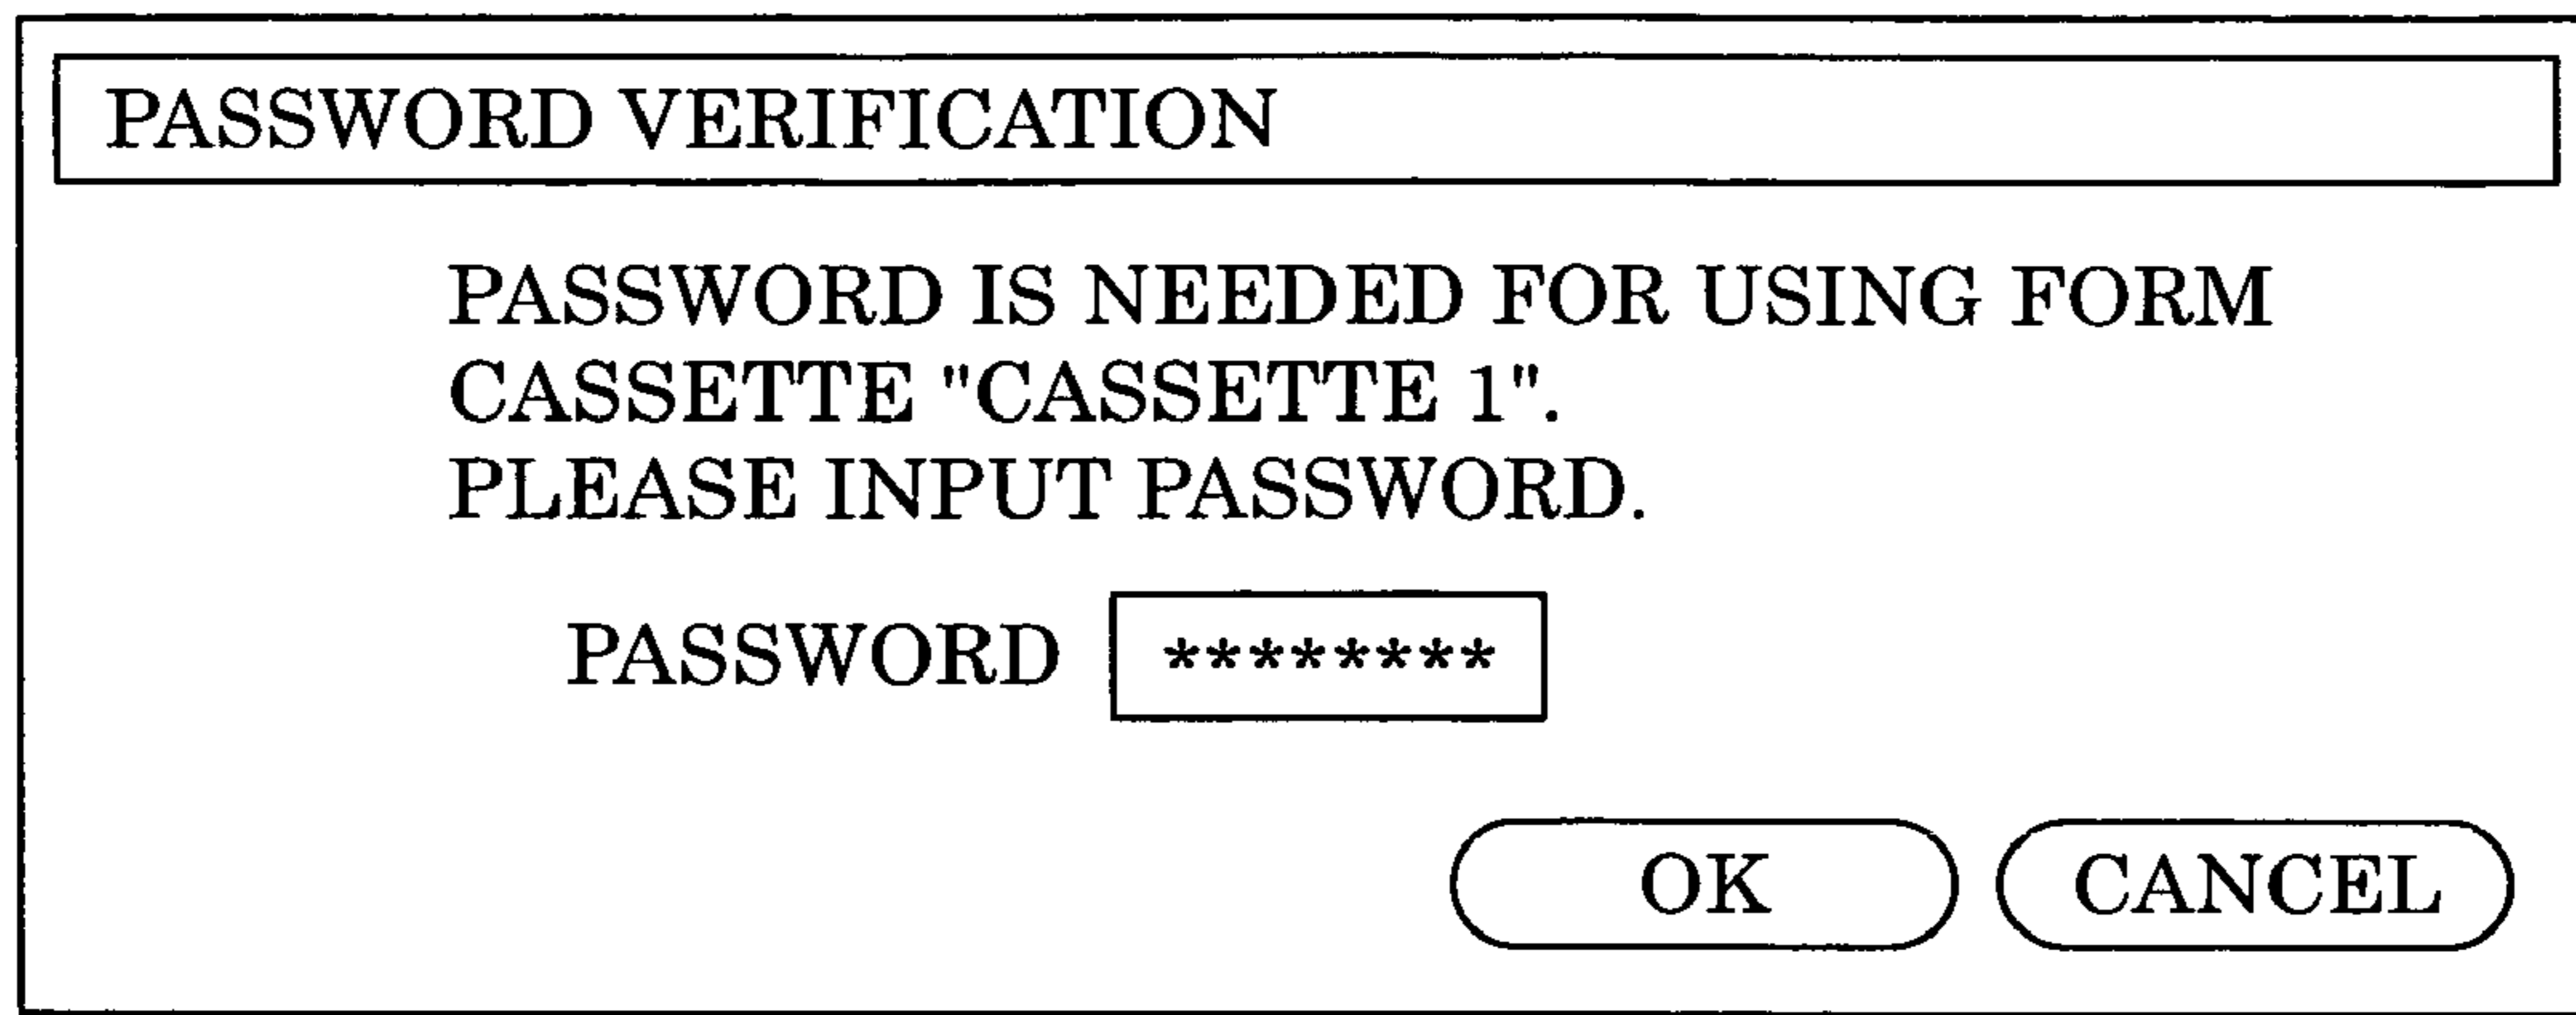 PASSWORD VERIFICATION
PASSWORD IS NEEDED FOR USING FORM
CASSETTE "CASSETTE 1".
PLEASE INPUT PASSWORD.
PASSWORD ********
OK CANCEL